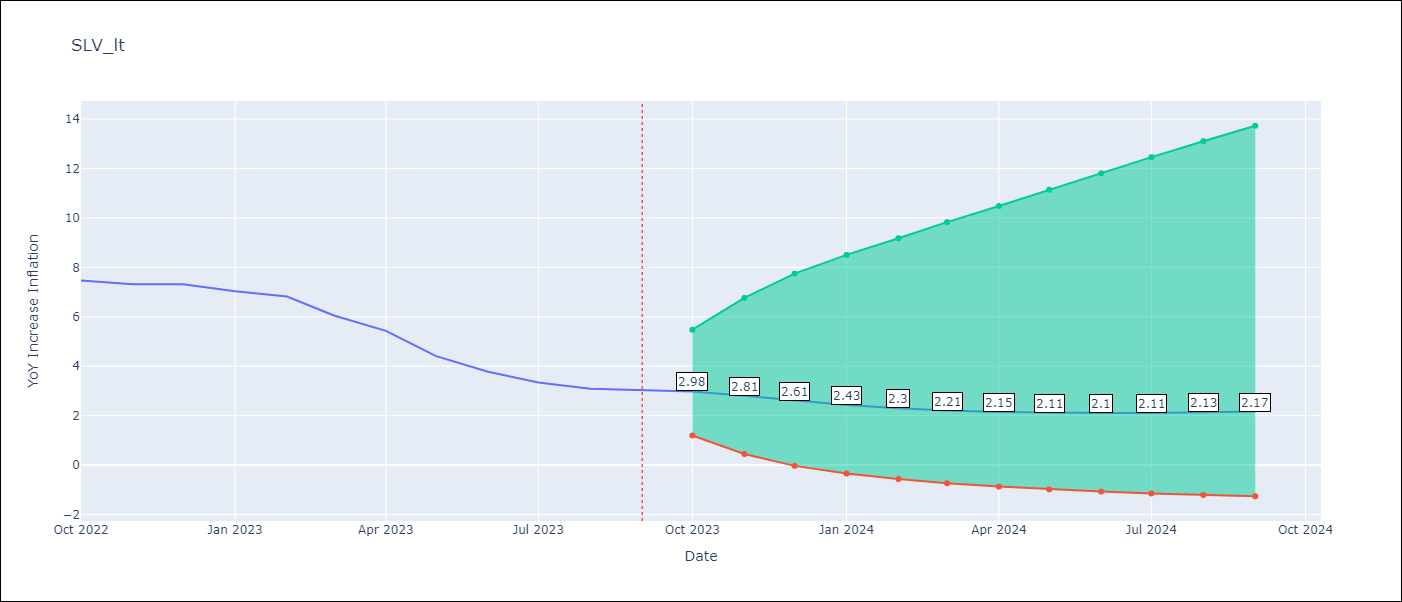 SLV_lt
YoY Increase Inflation
14
12
10
8
6
4
2
0
−2
2.98
2.81
2.61
2.43
2.3
2.21
2.15
2.11
2.1
2.11
2.13
2.17
Oct 2022
Jan 2023
Apr 2023
Jul 2023
Oct 2023
Jan 2024
Apr 2024
Jul 2024
Oct 2024
Date